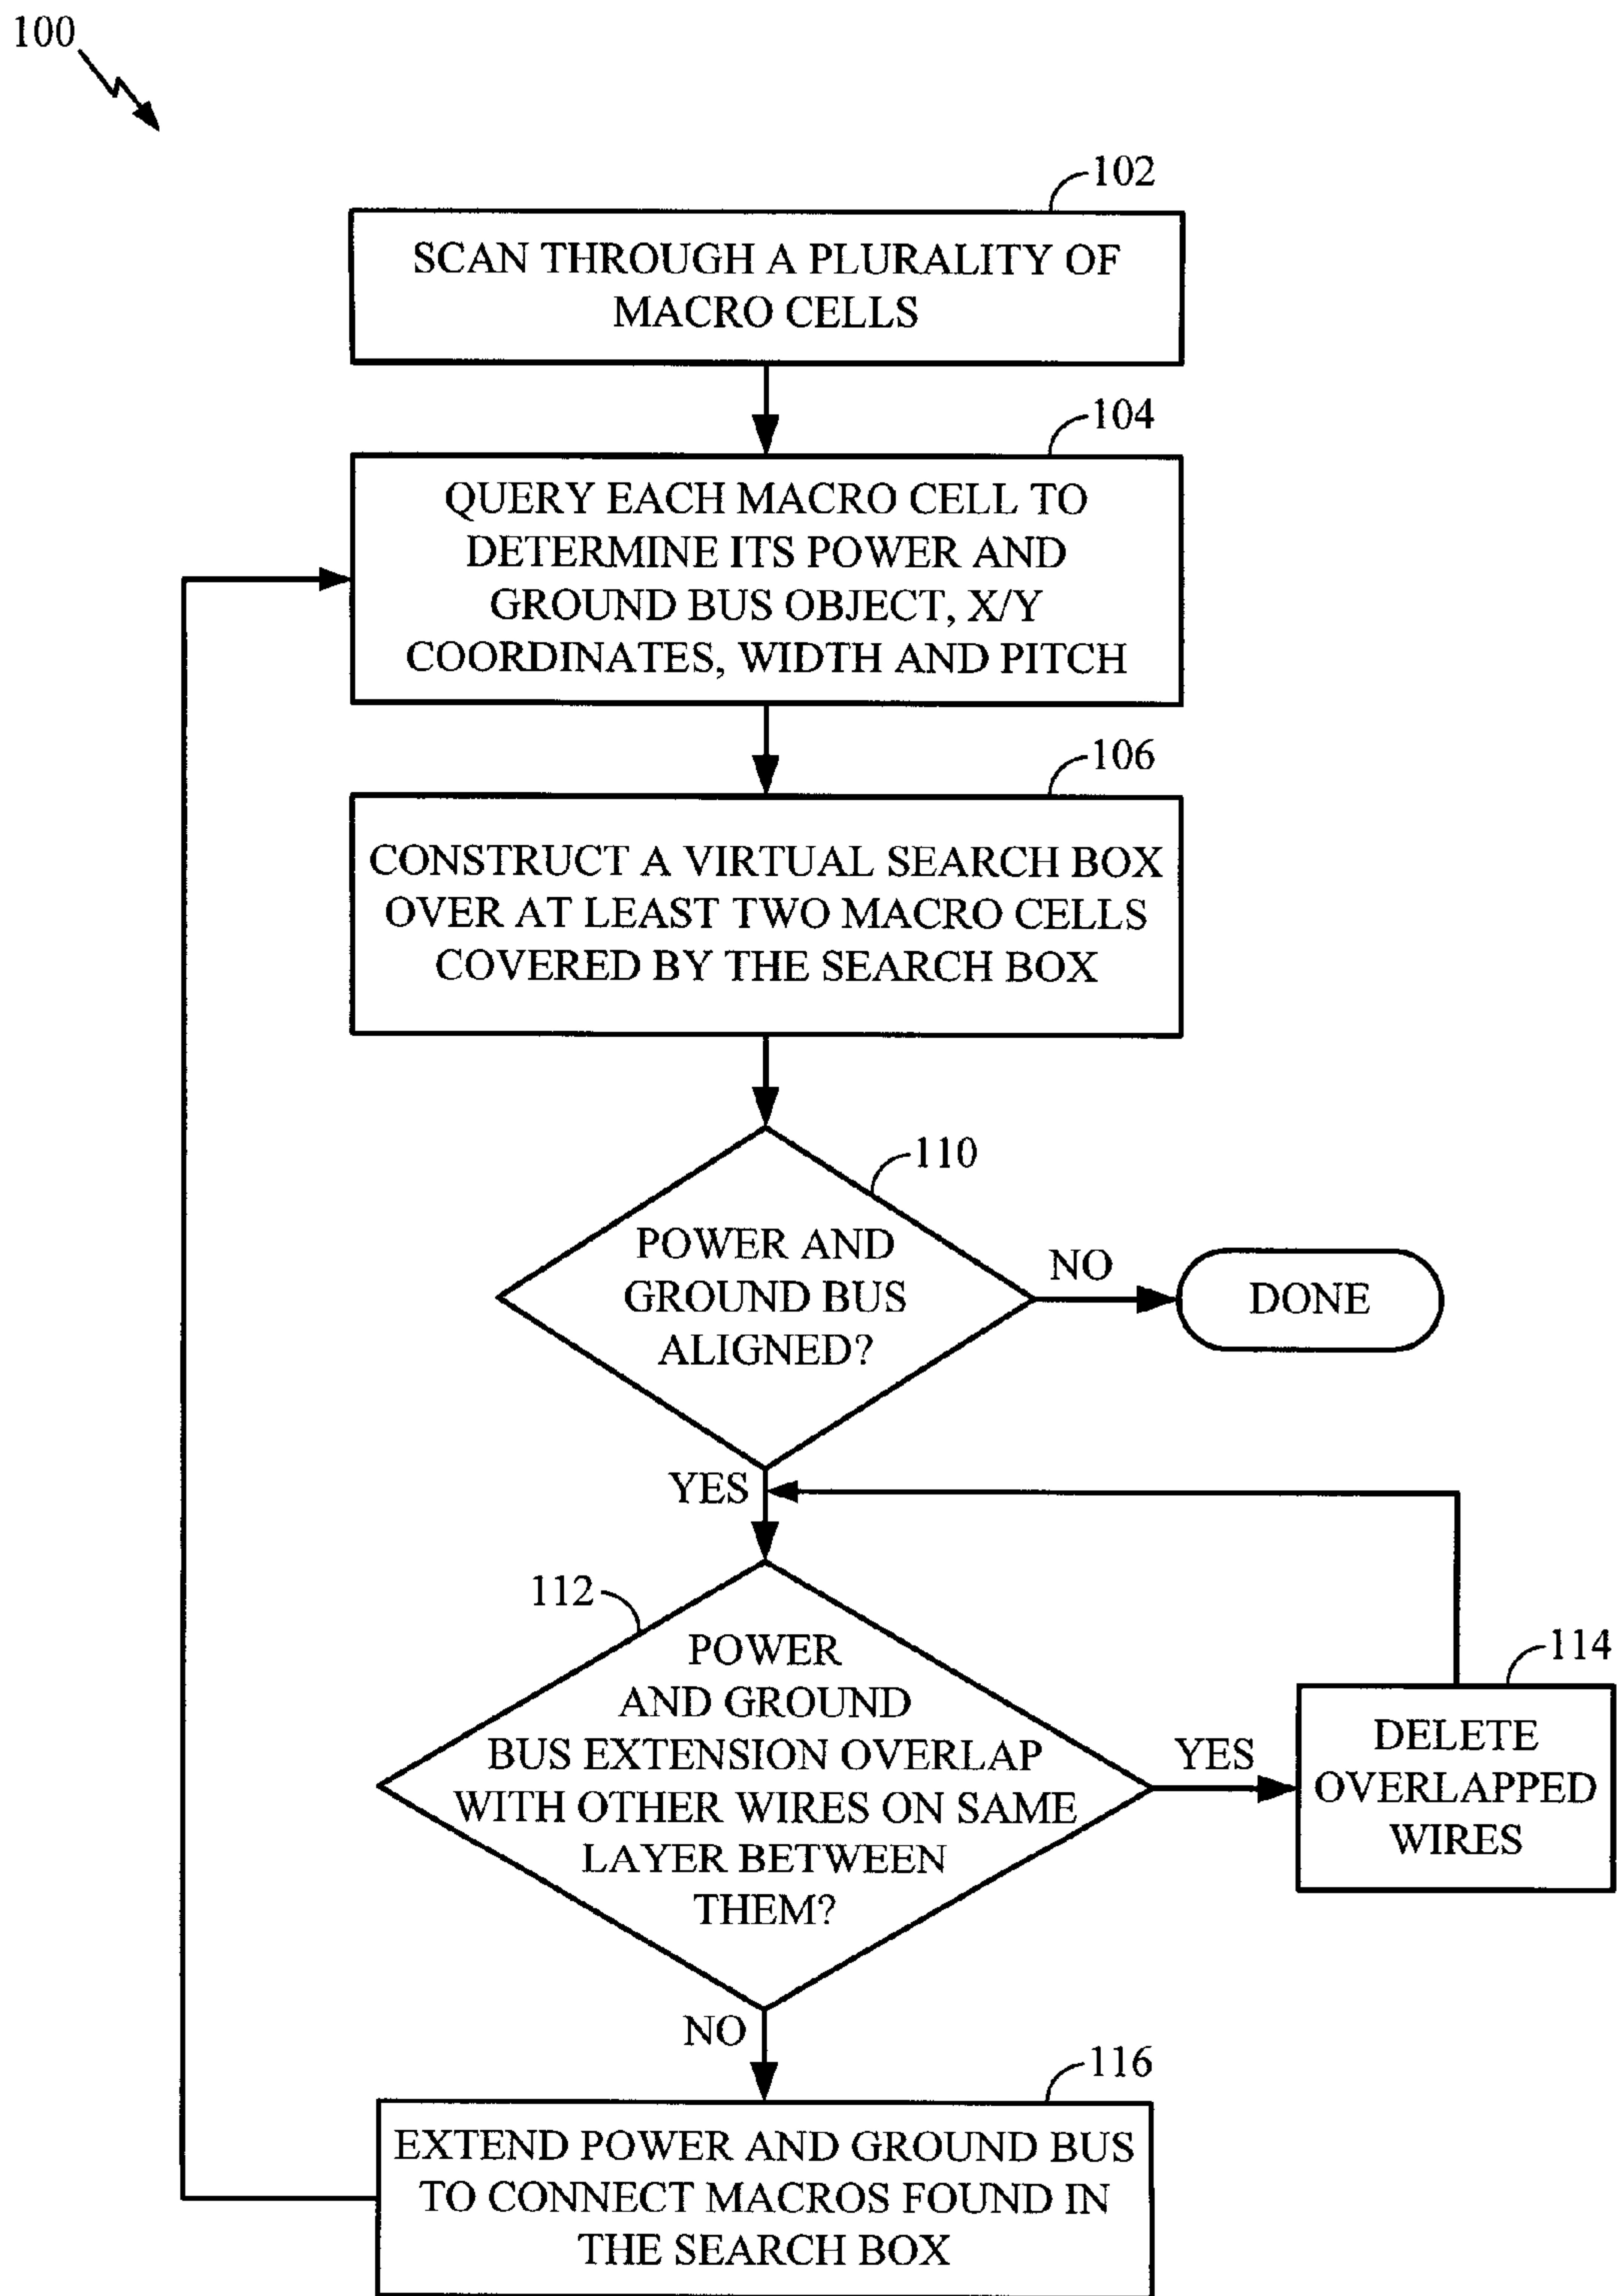 100
102
SCAN THROUGH A PLURALITY OF
MACRO CELLS
104
QUERY EACH MACRO CELL TO
DETERMINE ITS POWER AND
GROUND BUS OBJECT, X/Y
COORDINATES, WIDTH AND PITCH
106
CONSTRUCT A VIRTUAL SEARCH BOX
OVER AT LEAST TWO MACRO CELLS
COVERED BY THE SEARCH BOX
110
POWER AND
GROUND BUS
ALIGNED?
NO
DONE
YES
112
POWER
AND GROUND
BUS EXTENSION OVERLAP
WITH OTHER WIRES ON SAME
LAYER BETWEEN
THEM?
YES
114
DELETE
OVERLAPPED
WIRES
NO
116
EXTEND POWER AND GROUND BUS
TO CONNECT MACROS FOUND IN
THE SEARCH BOX